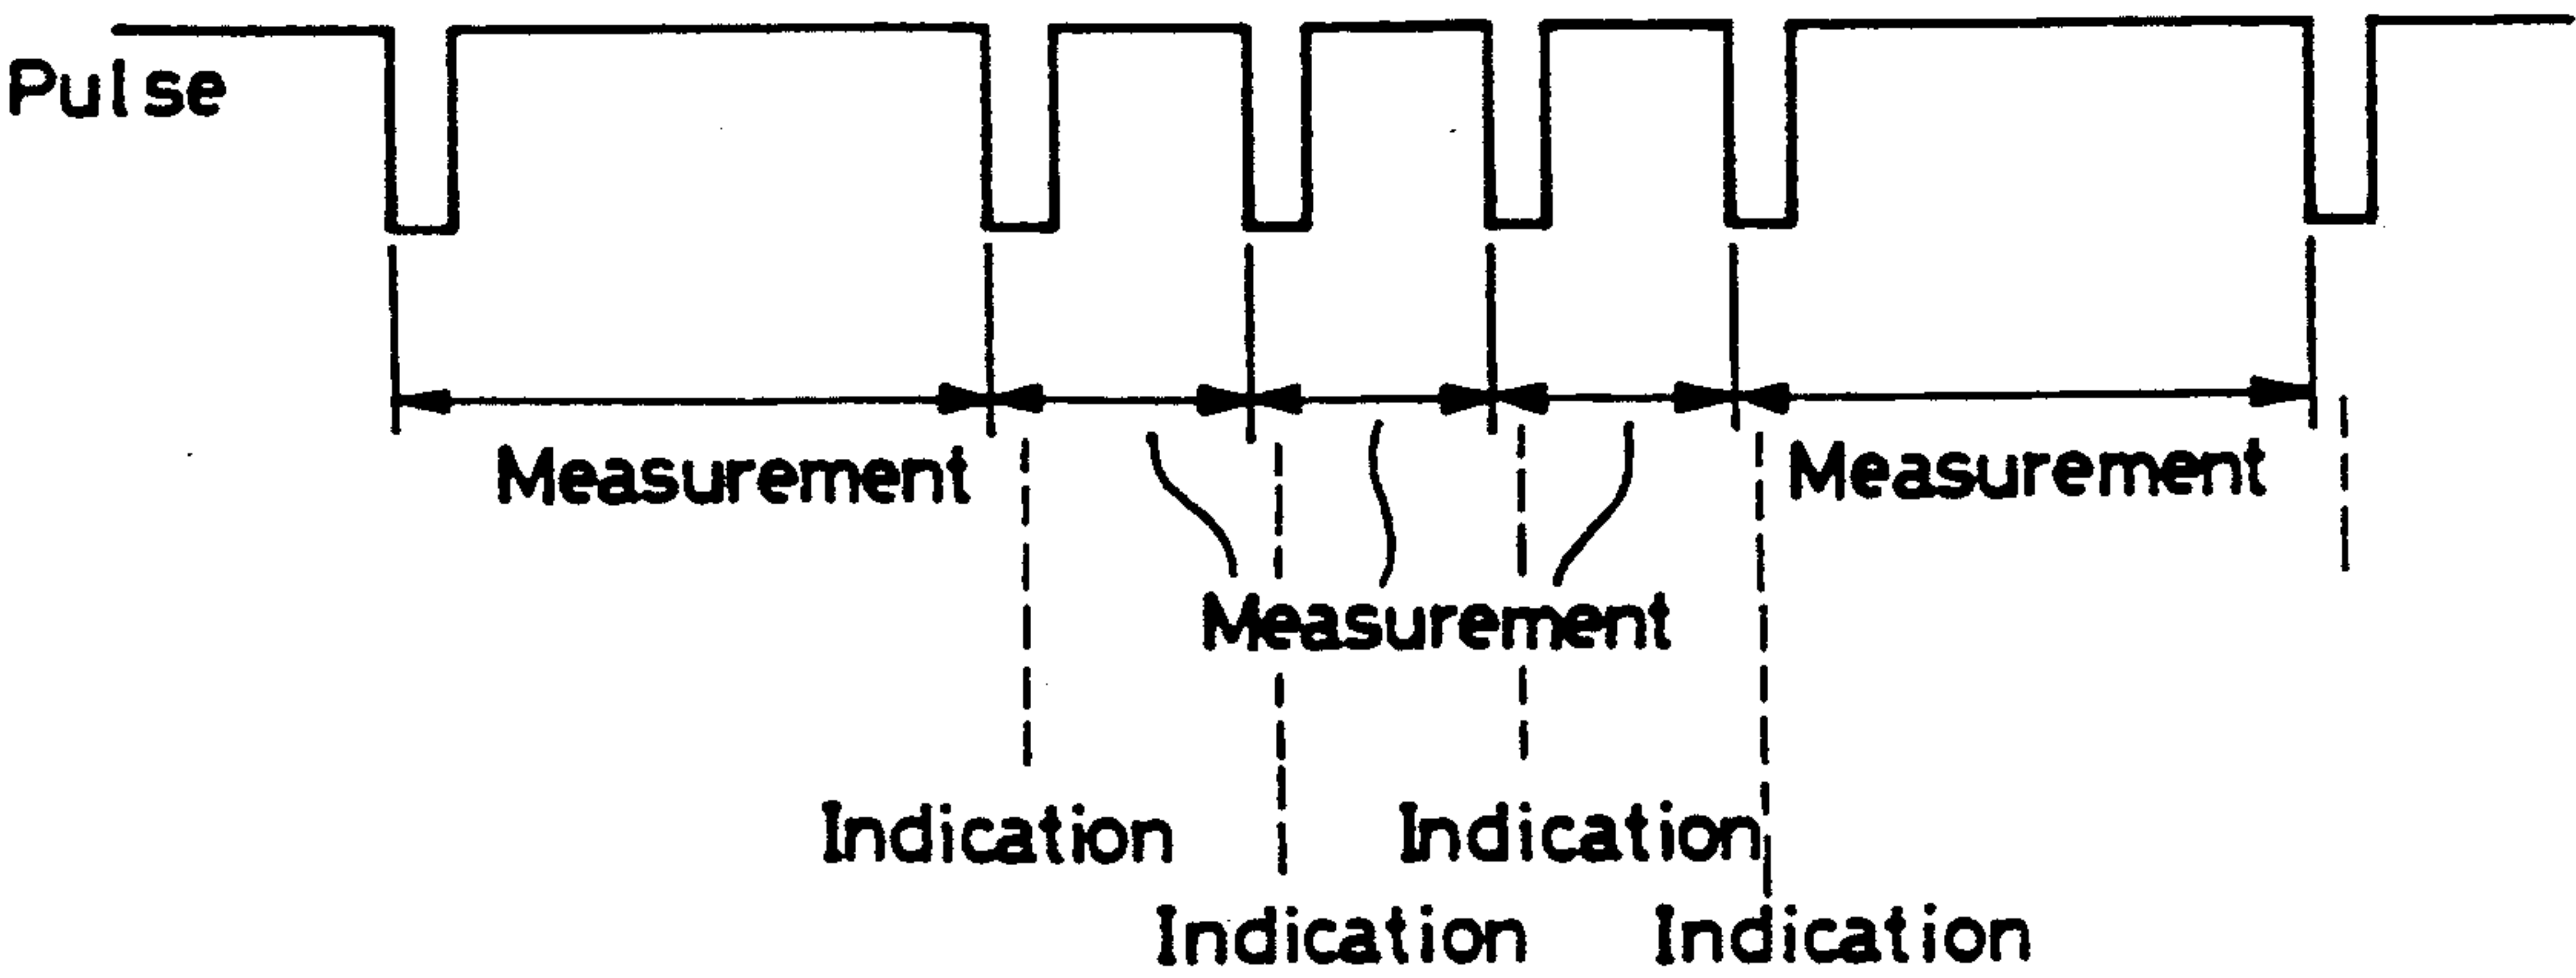 Pulse
Measurement
Measurement
Measurement
Indication
Indication
Indication
Indication